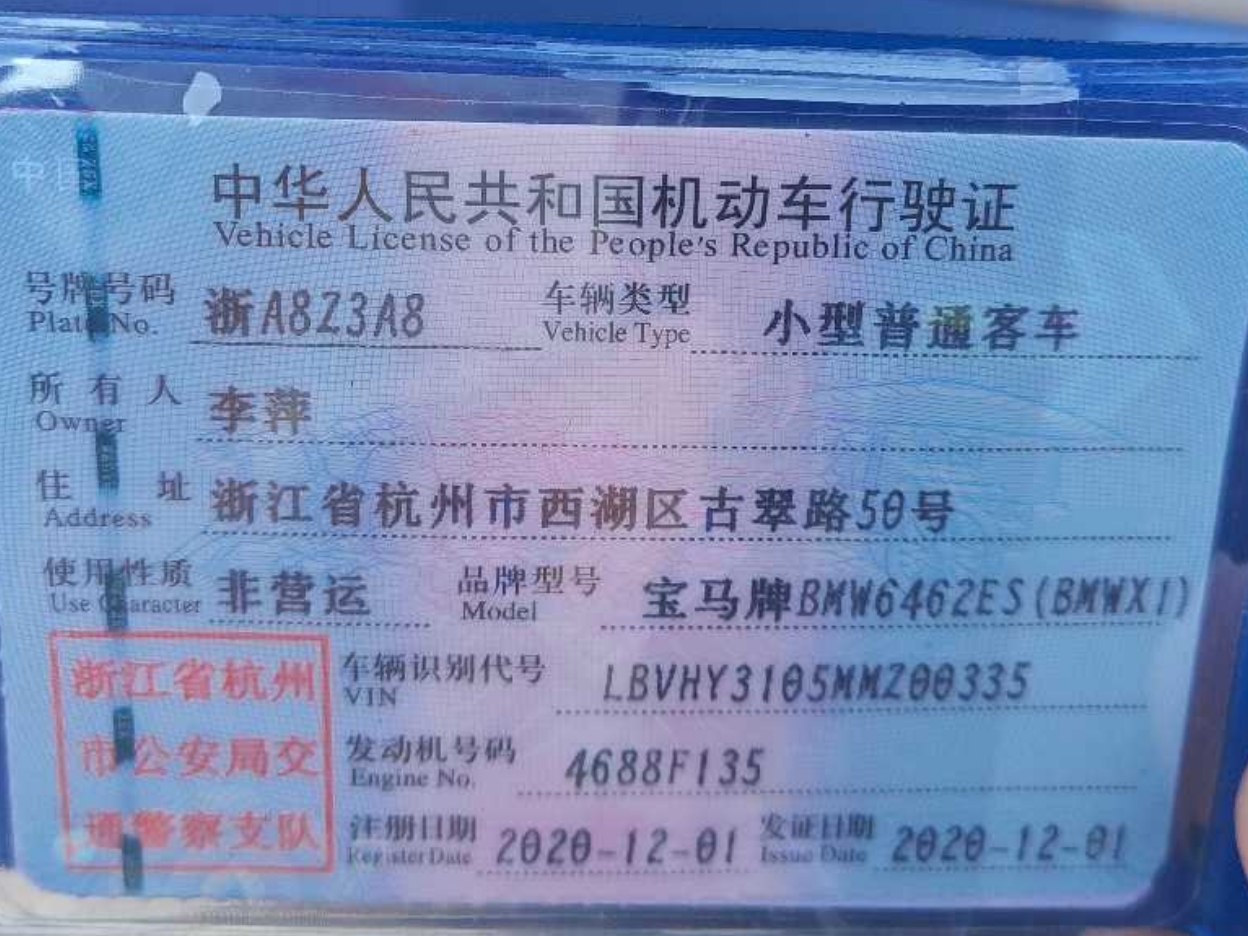 中华人民共和国机动车行驶证
Vehicle License of the People's Republic of China
号牌号码 浙A8Z3A8 车辆类型 小型普通客车
Plate No. Vehicle Type
所有人 李萍
Owner
住址 浙江省杭州市西湖区古翠路50号
Address
使用性质 非营运 品牌型号 宝马牌BMW6462ES(BMWX1)
Use Character Model
浙江省杭州 车辆识别代号 LBVHY3105MMZ00335
VIN
市公安局交 发动机号码 4688F135
Engine No.
通警察支队 注册日期 2020-12-01 发证日期 2020-12-01
Register Date Issue Date